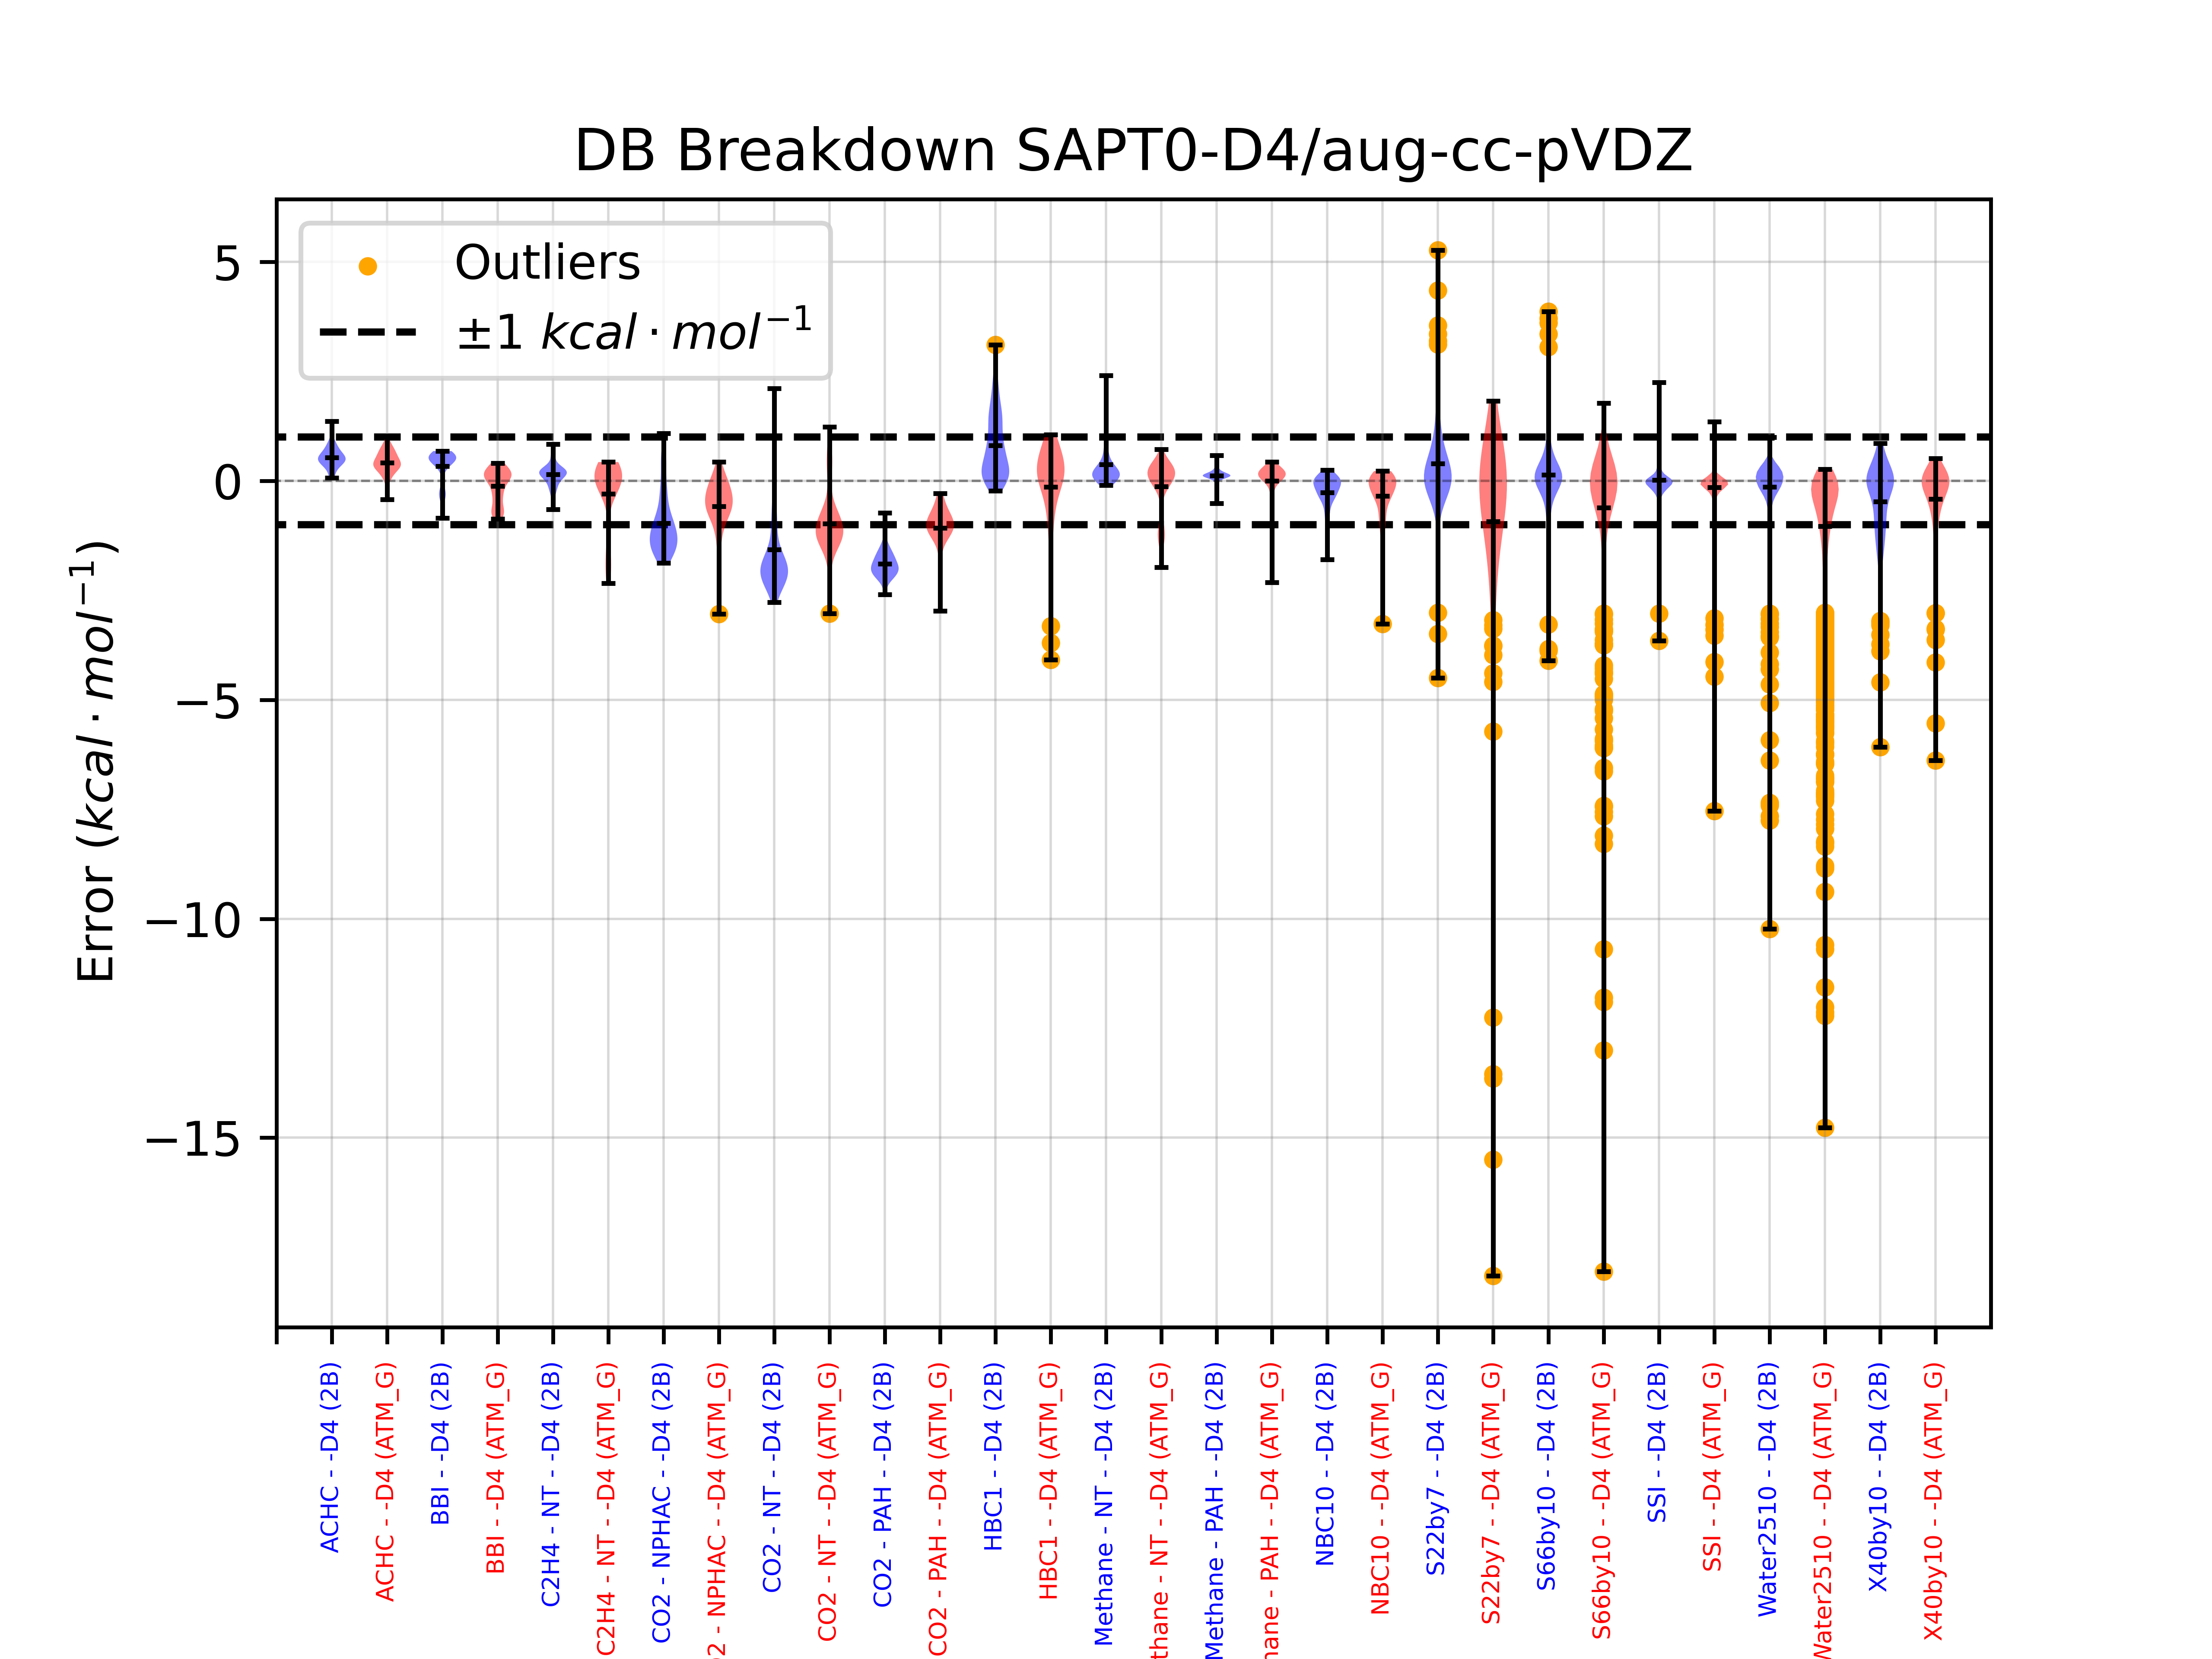 DB Breakdown SAPT0-D4/aug-cc-pVDZ
Outliers
±1 kcal · mol⁻¹
Error (kcal · mol⁻¹)
5
0
−5
−10
−15
ACHC - -D4 (2B)
ACHC - -D4 (ATM_G)
BBI - -D4 (2B)
BBI - -D4 (ATM_G)
C2H4 - NT - -D4 (2B)
C2H4 - NT - -D4 (ATM_G)
CO2 - NPHAC - -D4 (2B)
2 - NPHAC - -D4 (ATM_G)
CO2 - NT - -D4 (2B)
CO2 - NT - -D4 (ATM_G)
CO2 - PAH - -D4 (2B)
CO2 - PAH - -D4 (ATM_G)
HBC1 - -D4 (2B)
HBC1 - -D4 (ATM_G)
Methane - NT - -D4 (2B)
thane - NT - -D4 (ATM_G)
Methane - PAH - -D4 (2B)
ane - PAH - -D4 (ATM_G)
NBC10 - -D4 (2B)
NBC10 - -D4 (ATM_G)
S22by7 - -D4 (2B)
S22by7 - -D4 (ATM_G)
S66by10 - -D4 (2B)
S66by10 - -D4 (ATM_G)
SSI - -D4 (2B)
SSI - -D4 (ATM_G)
Water2510 - -D4 (2B)
Water2510 - -D4 (ATM_G)
X40by10 - -D4 (2B)
X40by10 - -D4 (ATM_G)